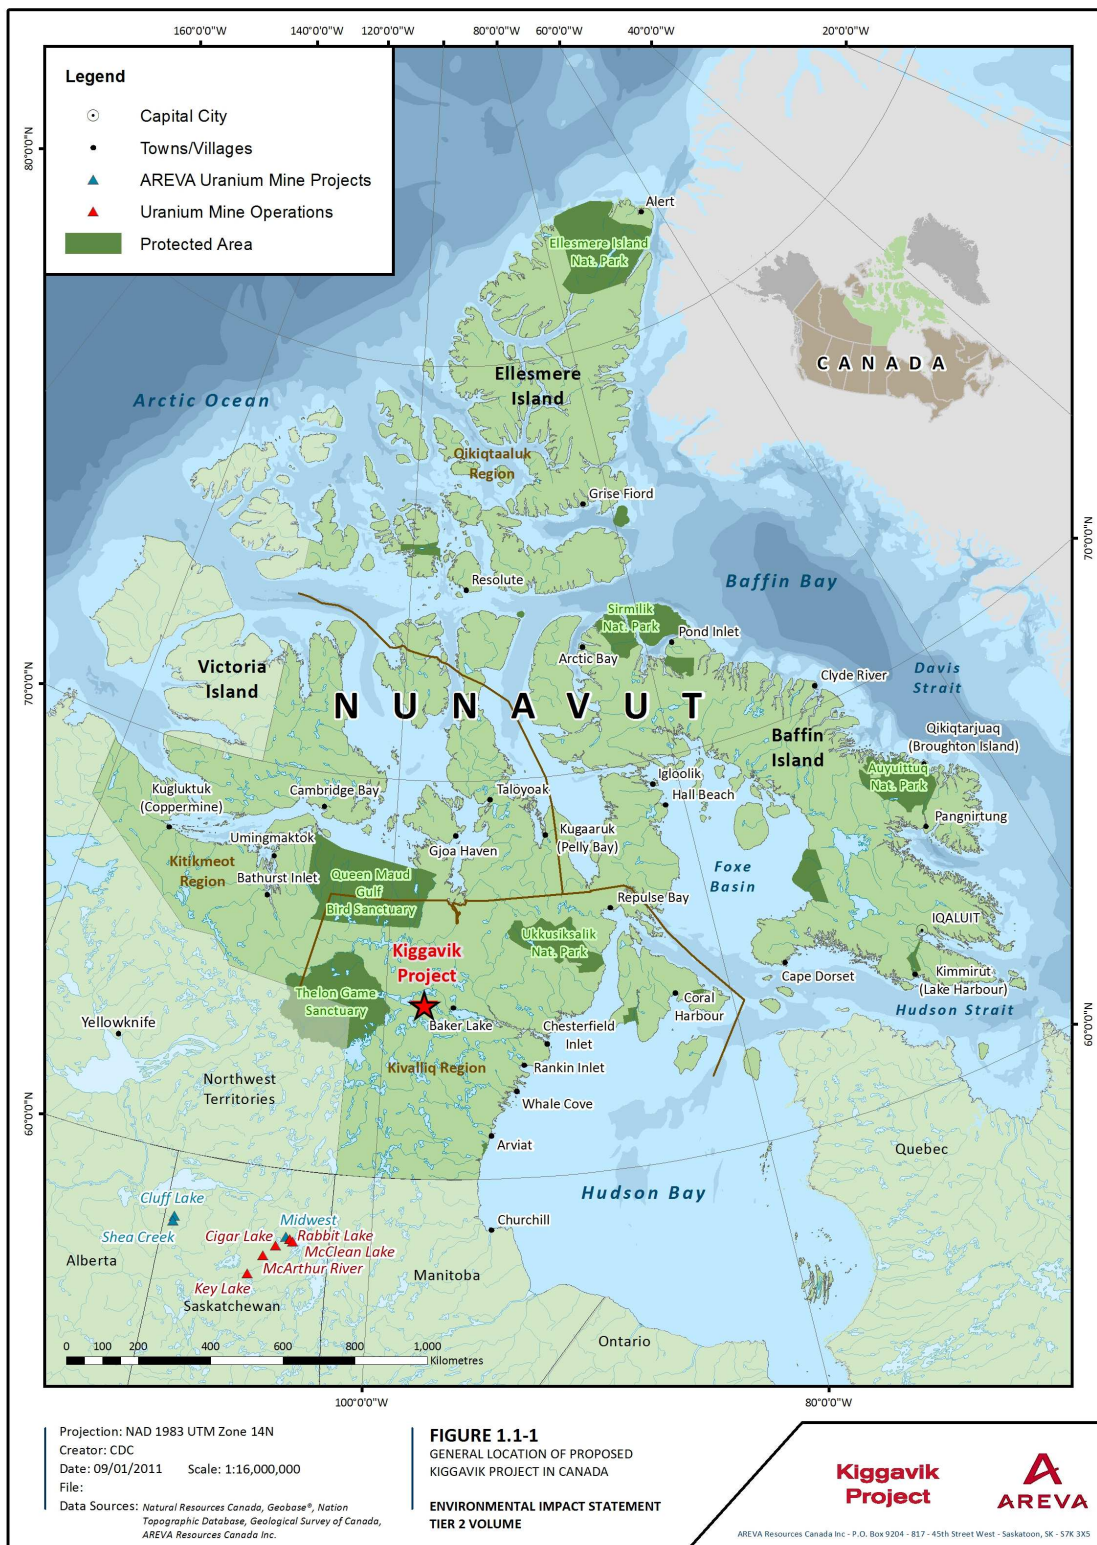 160°0'0"W
140°0'0"W
120°0'0"W
100°0'0"W
80°0'0"W
60°0'0"W
40°0'0"W
20°0'0"W
Legend
Capital City
Towns/Villages
AREVA Uranium Mine Projects
Uranium Mine Operations
Protected Area
80°0'0"N
70°0'0"N
60°0'0"N
70°0'0"N
60°0'0"N
Alert
Ellesmere Island
Nat. Park
CANADA
Ellesmere
Island
Arctic Ocean
Qikiqtaaluk
Region
Grise Fiord
Resolute
Baffin Bay
Sirmilik
Nat. Park
Pond Inlet
Arctic Bay
Victoria
Island
Clyde River
Davis
Strait
NUNAVUT
Qikiqtarjuaq
(Broughton Island)
Baffin
Island
Auyuittuq
Nat. Park
Igloolik
Hall Beach
Kugluktuk
(Coppermine)
Cambridge Bay
Taloyoak
Pangnirtung
Umingmaktok
Gjoa Haven
Kugaaruk
(Pelly Bay)
Kitikmeot
Region
Bathurst Inlet
Queen Maud
Gulf
Bird Sanctuary
Foxe
Basin
Repulse Bay
IQALUIT
Ukkusiksalik
Nat. Park
Kiggavik
Project
Cape Dorset
Kimmirut
(Lake Harbour)
Thelon Game
Sanctuary
Coral
Harbour
Hudson Strait
Yellowknife
Baker Lake
Chesterfield
Inlet
Kivalliq Region
Rankin Inlet
Northwest
Territories
Whale Cove
Arviat
Quebec
Hudson Bay
Cluff Lake
Shea Creek
Midwest
Cigar Lake
Rabbit Lake
McClean Lake
McArthur River
Key Lake
Churchill
Alberta
Manitoba
Saskatchewan
Ontario
0 100 200 400 600 800 1,000
Kilometres
100°0'0"W
80°0'0"W
Projection: NAD 1983 UTM Zone 14N
Creator: CDC
Date: 09/01/2011 Scale: 1:16,000,000
File:
Data Sources: Natural Resources Canada, Geobase®, Nation
Topographic Database, Geological Survey of Canada,
AREVA Resources Canada Inc.
FIGURE 1.1-1
GENERAL LOCATION OF PROPOSED
KIGGAVIK PROJECT IN CANADA
ENVIRONMENTAL IMPACT STATEMENT
TIER 2 VOLUME
Kiggavik
Project
AREVA
AREVA Resources Canada Inc - P.O. Box 9204 - 817 - 45th Street West - Saskatoon, SK - S7K 3X5